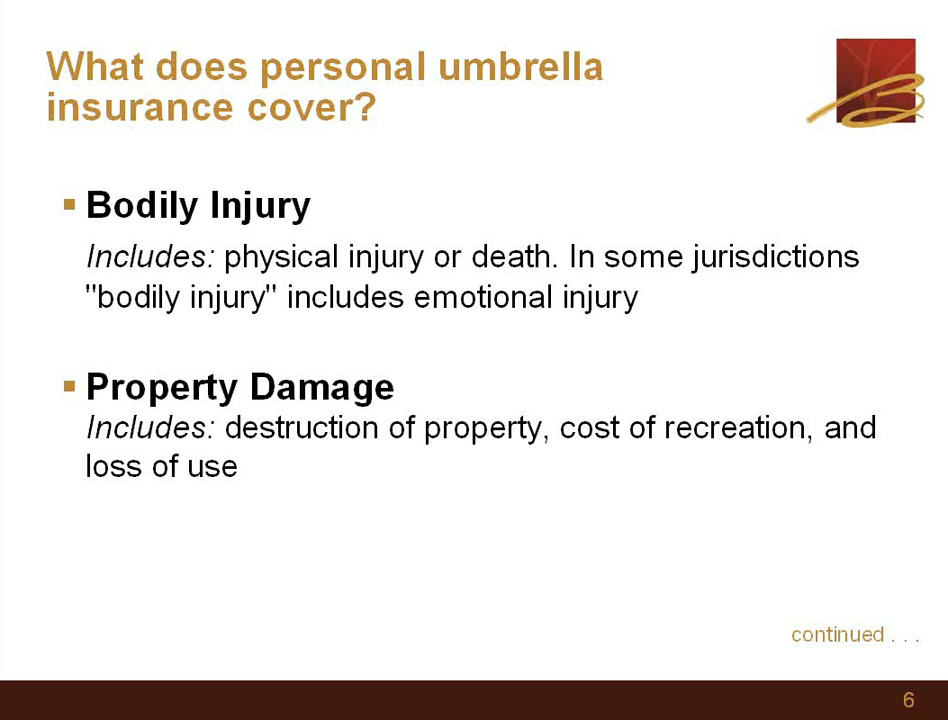 What does personal umbrella
insurance cover?
▪ Bodily Injury
Includes: physical injury or death. In some jurisdictions
"bodily injury" includes emotional injury
▪ Property Damage
Includes: destruction of property, cost of recreation, and
loss of use
continued . . .
6